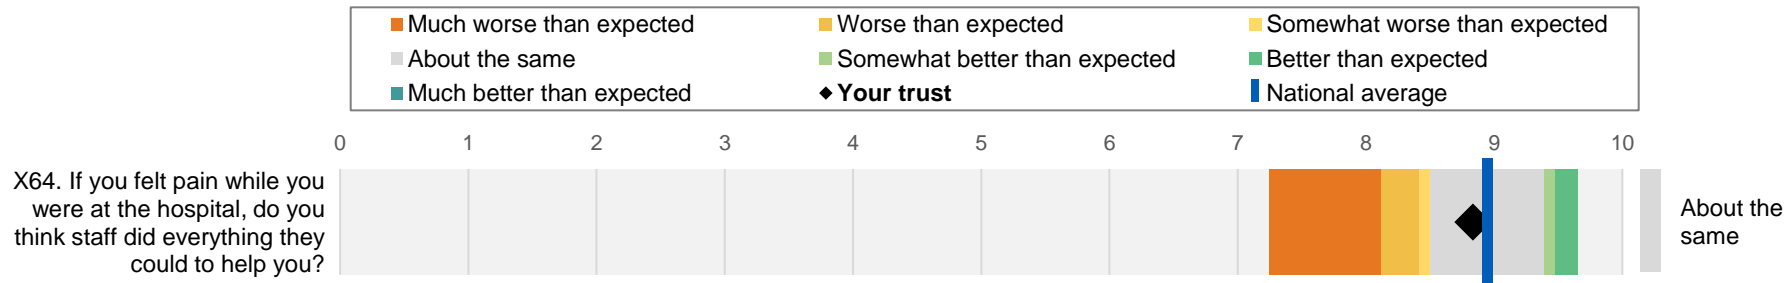 Much worse than expected
Worse than expected
Somewhat worse than expected
About the same
Somewhat better than expected
Better than expected
Much better than expected
Your trust
National average
0 1 2 3 4 5 6 7 8 9 10
X64. If you felt pain while you
were at the hospital, do you
think staff did everything they
could to help you?
About the
same